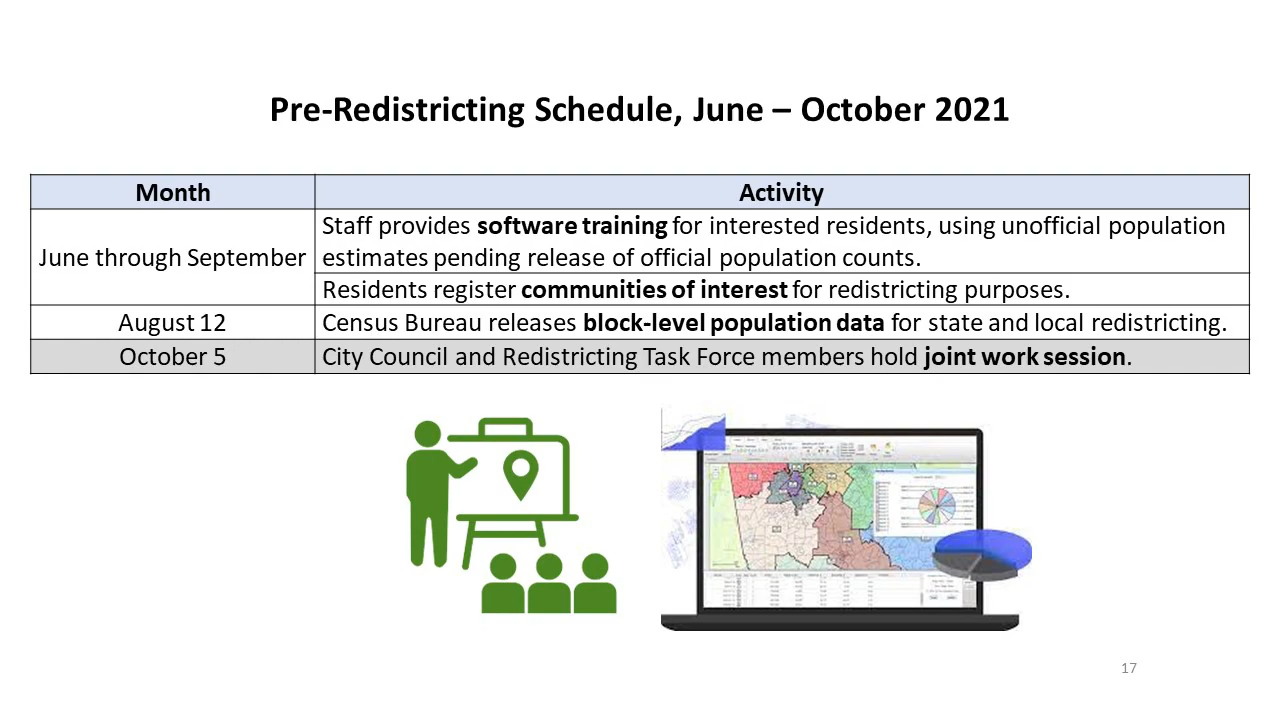 Pre-Redistricting Schedule, June – October 2021
Month
Activity
June through September
Staff provides software training for interested residents, using unofficial population
estimates pending release of official population counts.
Residents register communities of interest for redistricting purposes.
August 12
Census Bureau releases block-level population data for state and local redistricting.
October 5
City Council and Redistricting Task Force members hold joint work session.
17